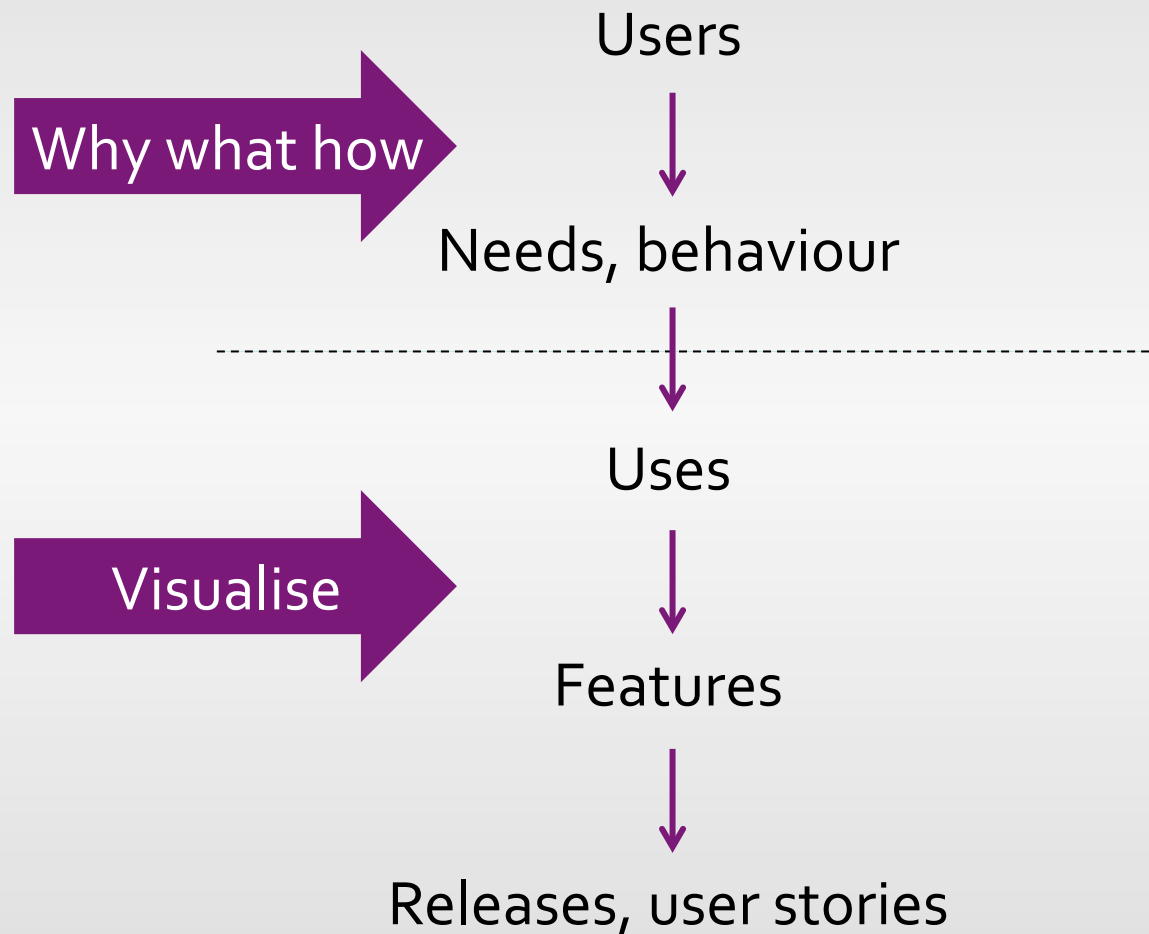 Users
Why what how
Needs, behaviour
Uses
Visualise
Features
Releases, user stories